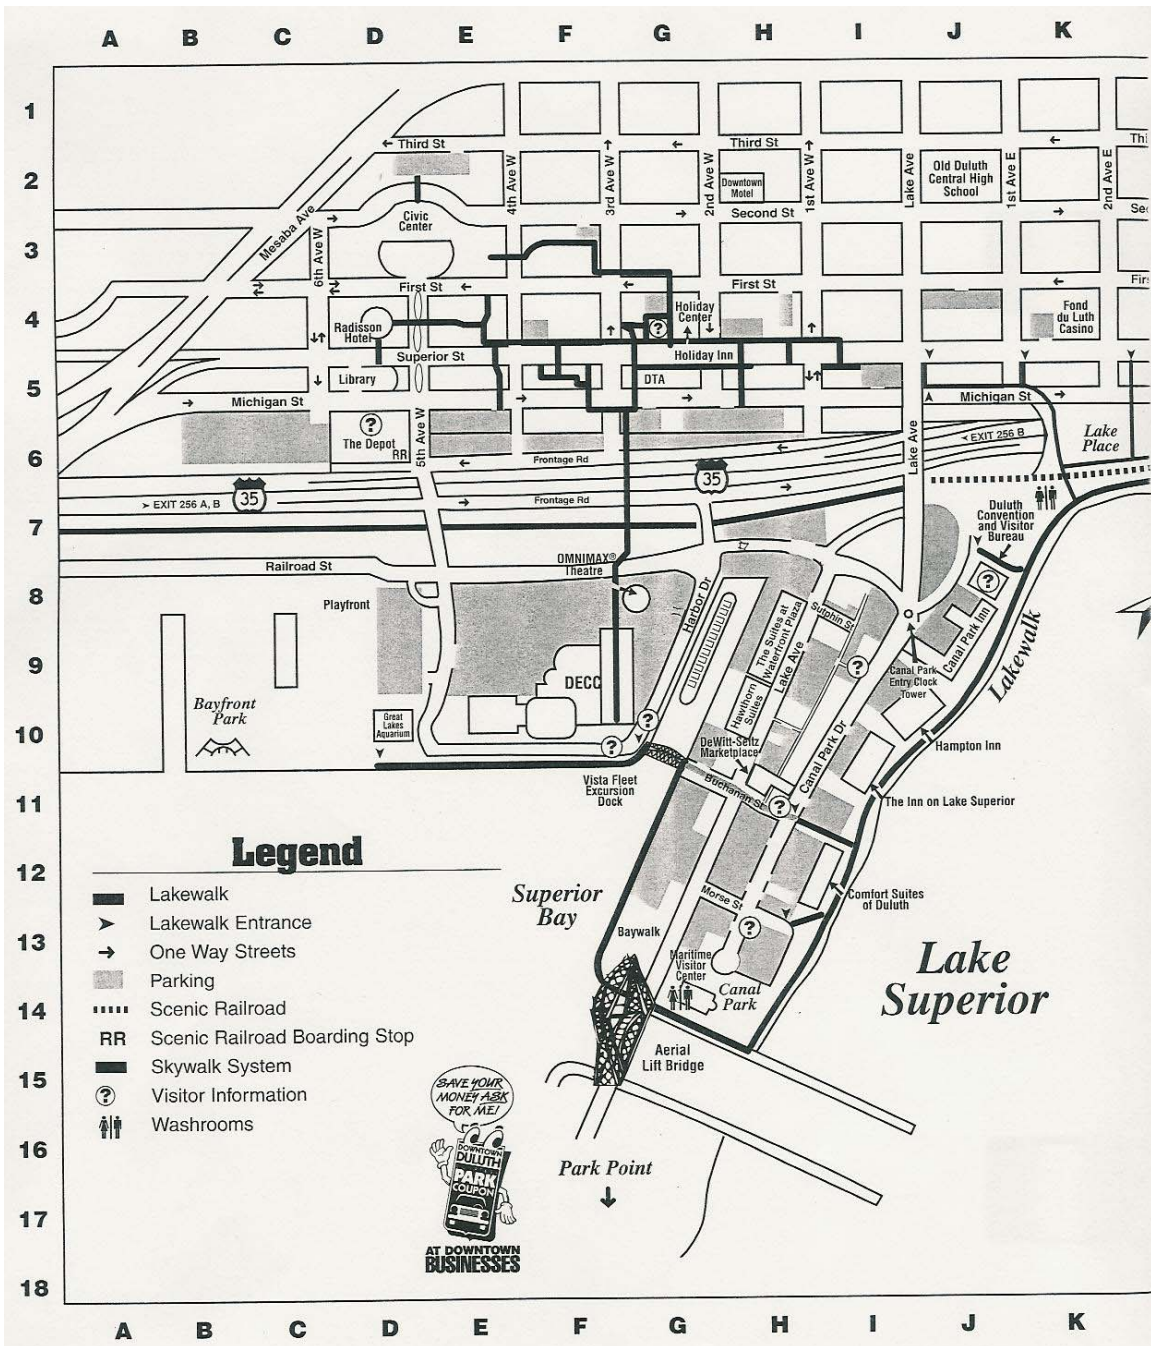 A B C D E F G H I J K
1
2
3
4
5
6
7
8
9
10
11
12
13
14
15
16
17
18
Third St
Third St
Thi
4th Ave W
3rd Ave W
2nd Ave W
1st Ave W
Lake Ave
1st Ave E
2nd Ave E
Downtown
Motel
Old Duluth
Central High
School
Mesaba Ave
6th Ave W
Civic
Center
Second St
Sec
First St
First St
Firs
Radisson
Hotel
Holiday
Center
?
Fond
du Luth
Casino
Superior St
Holiday Inn
Library
DTA
Michigan St
Michigan St
?
The Depot
RR
5th Ave W
Lake Ave
EXIT 256 B
Lake
Place
Frontage Rd
35
35
EXIT 256 A, B
Frontage Rd
Duluth
Convention
and Visitor
Bureau
Railroad St
OMNIMAX®
Theatre
Playfront
Harbor Dr
The Suites at
Waterfront Plaza
Sutphin St
Lake Ave
?
?
Canal Park Inn
Lakewalk
Canal Park
Entry Clock
Tower
DECC
Bayfront
Park
Great
Lakes
Aquarium
Hawthorn
Suites
?
?
DeWitt-Seitz
Marketplace
Canal Park Dr
Hampton Inn
Vista Fleet
Excursion
Dock
Buchanan St
?
The Inn on Lake Superior
Comfort Suites
of Duluth
Superior
Bay
Morse St
?
Baywalk
Maritime
Visitor
Center
Canal
Park
Lake
Superior
Aerial
Lift Bridge
Park Point
Legend
Lakewalk
Lakewalk Entrance
One Way Streets
Parking
Scenic Railroad
RR Scenic Railroad Boarding Stop
Skywalk System
? Visitor Information
Washrooms
SAVE YOUR
MONEY ASK
FOR ME!
DOWNTOWN
DULUTH
PARK
COUPON
AT DOWNTOWN
BUSINESSES
A B C D E F G H I J K